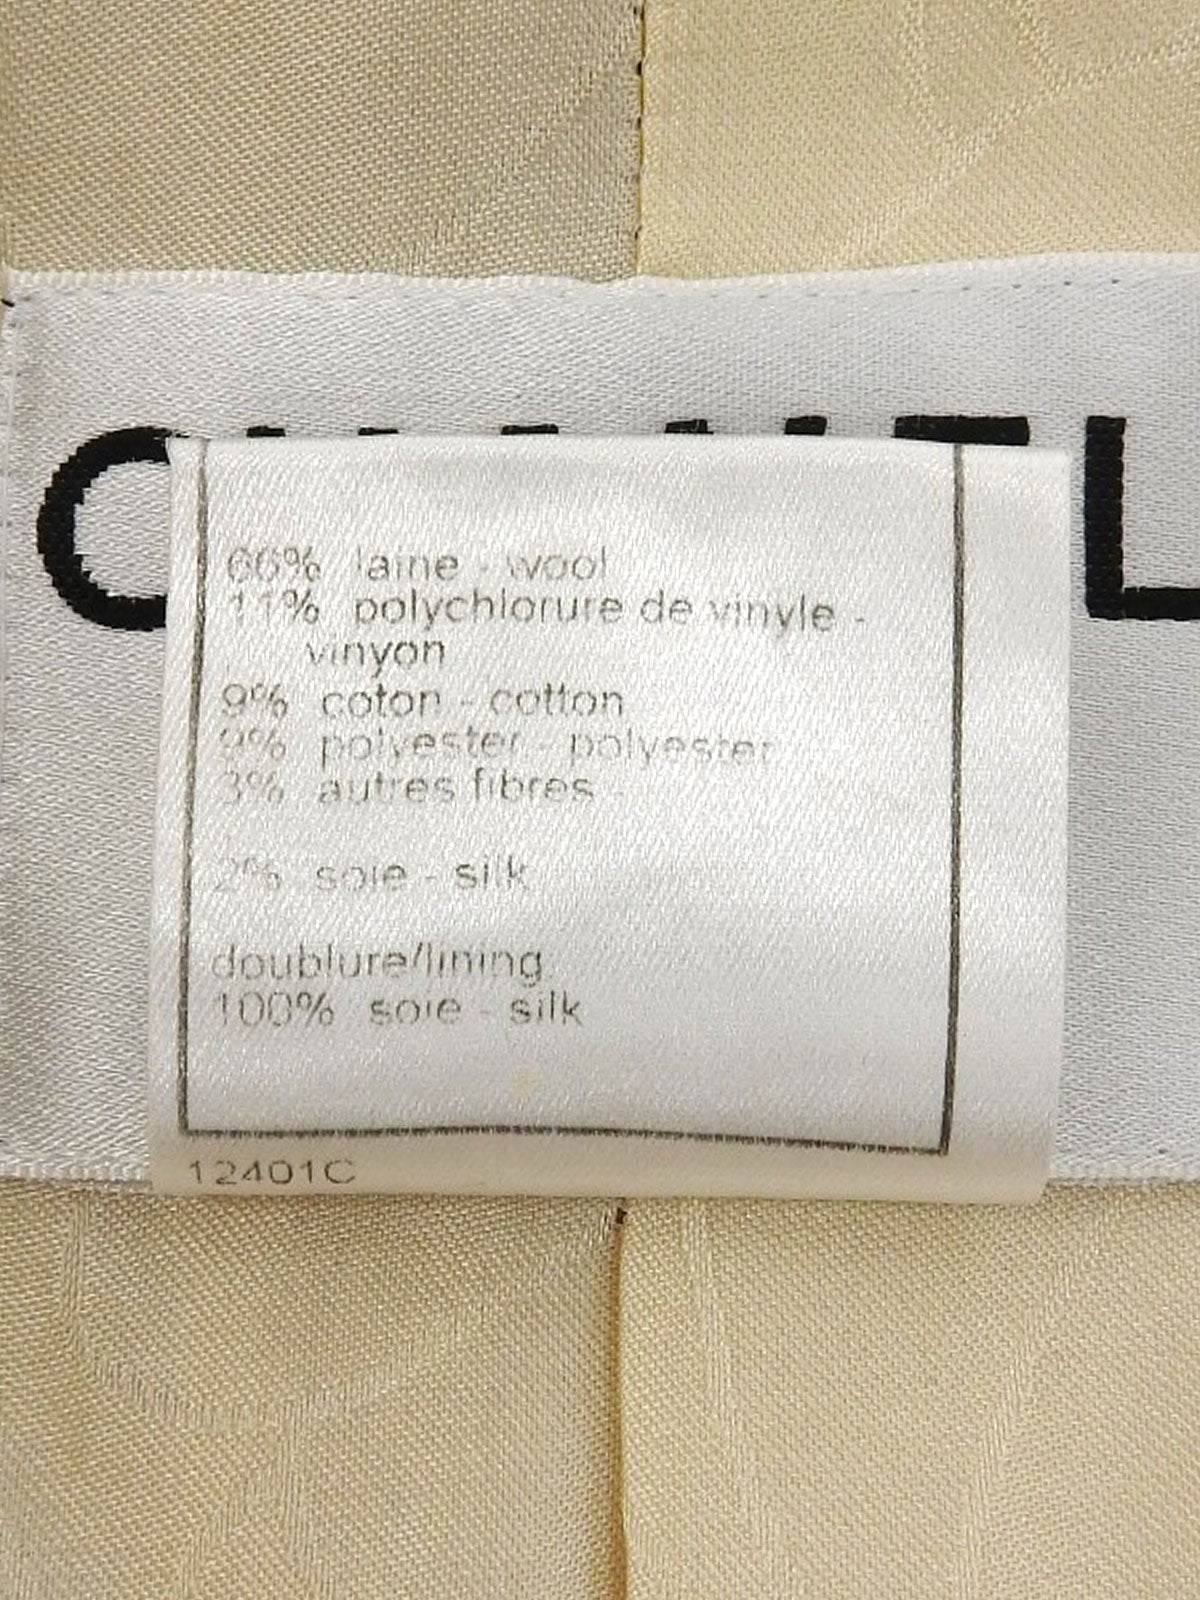 CHANEL
66% laine - wool
11% polychlorure de vinyle -
vinyon
9% coton - cotton
9% polyester - polyester
3% autres fibres -
2% soie - silk
doublure/lining
100% soie - silk
12401C